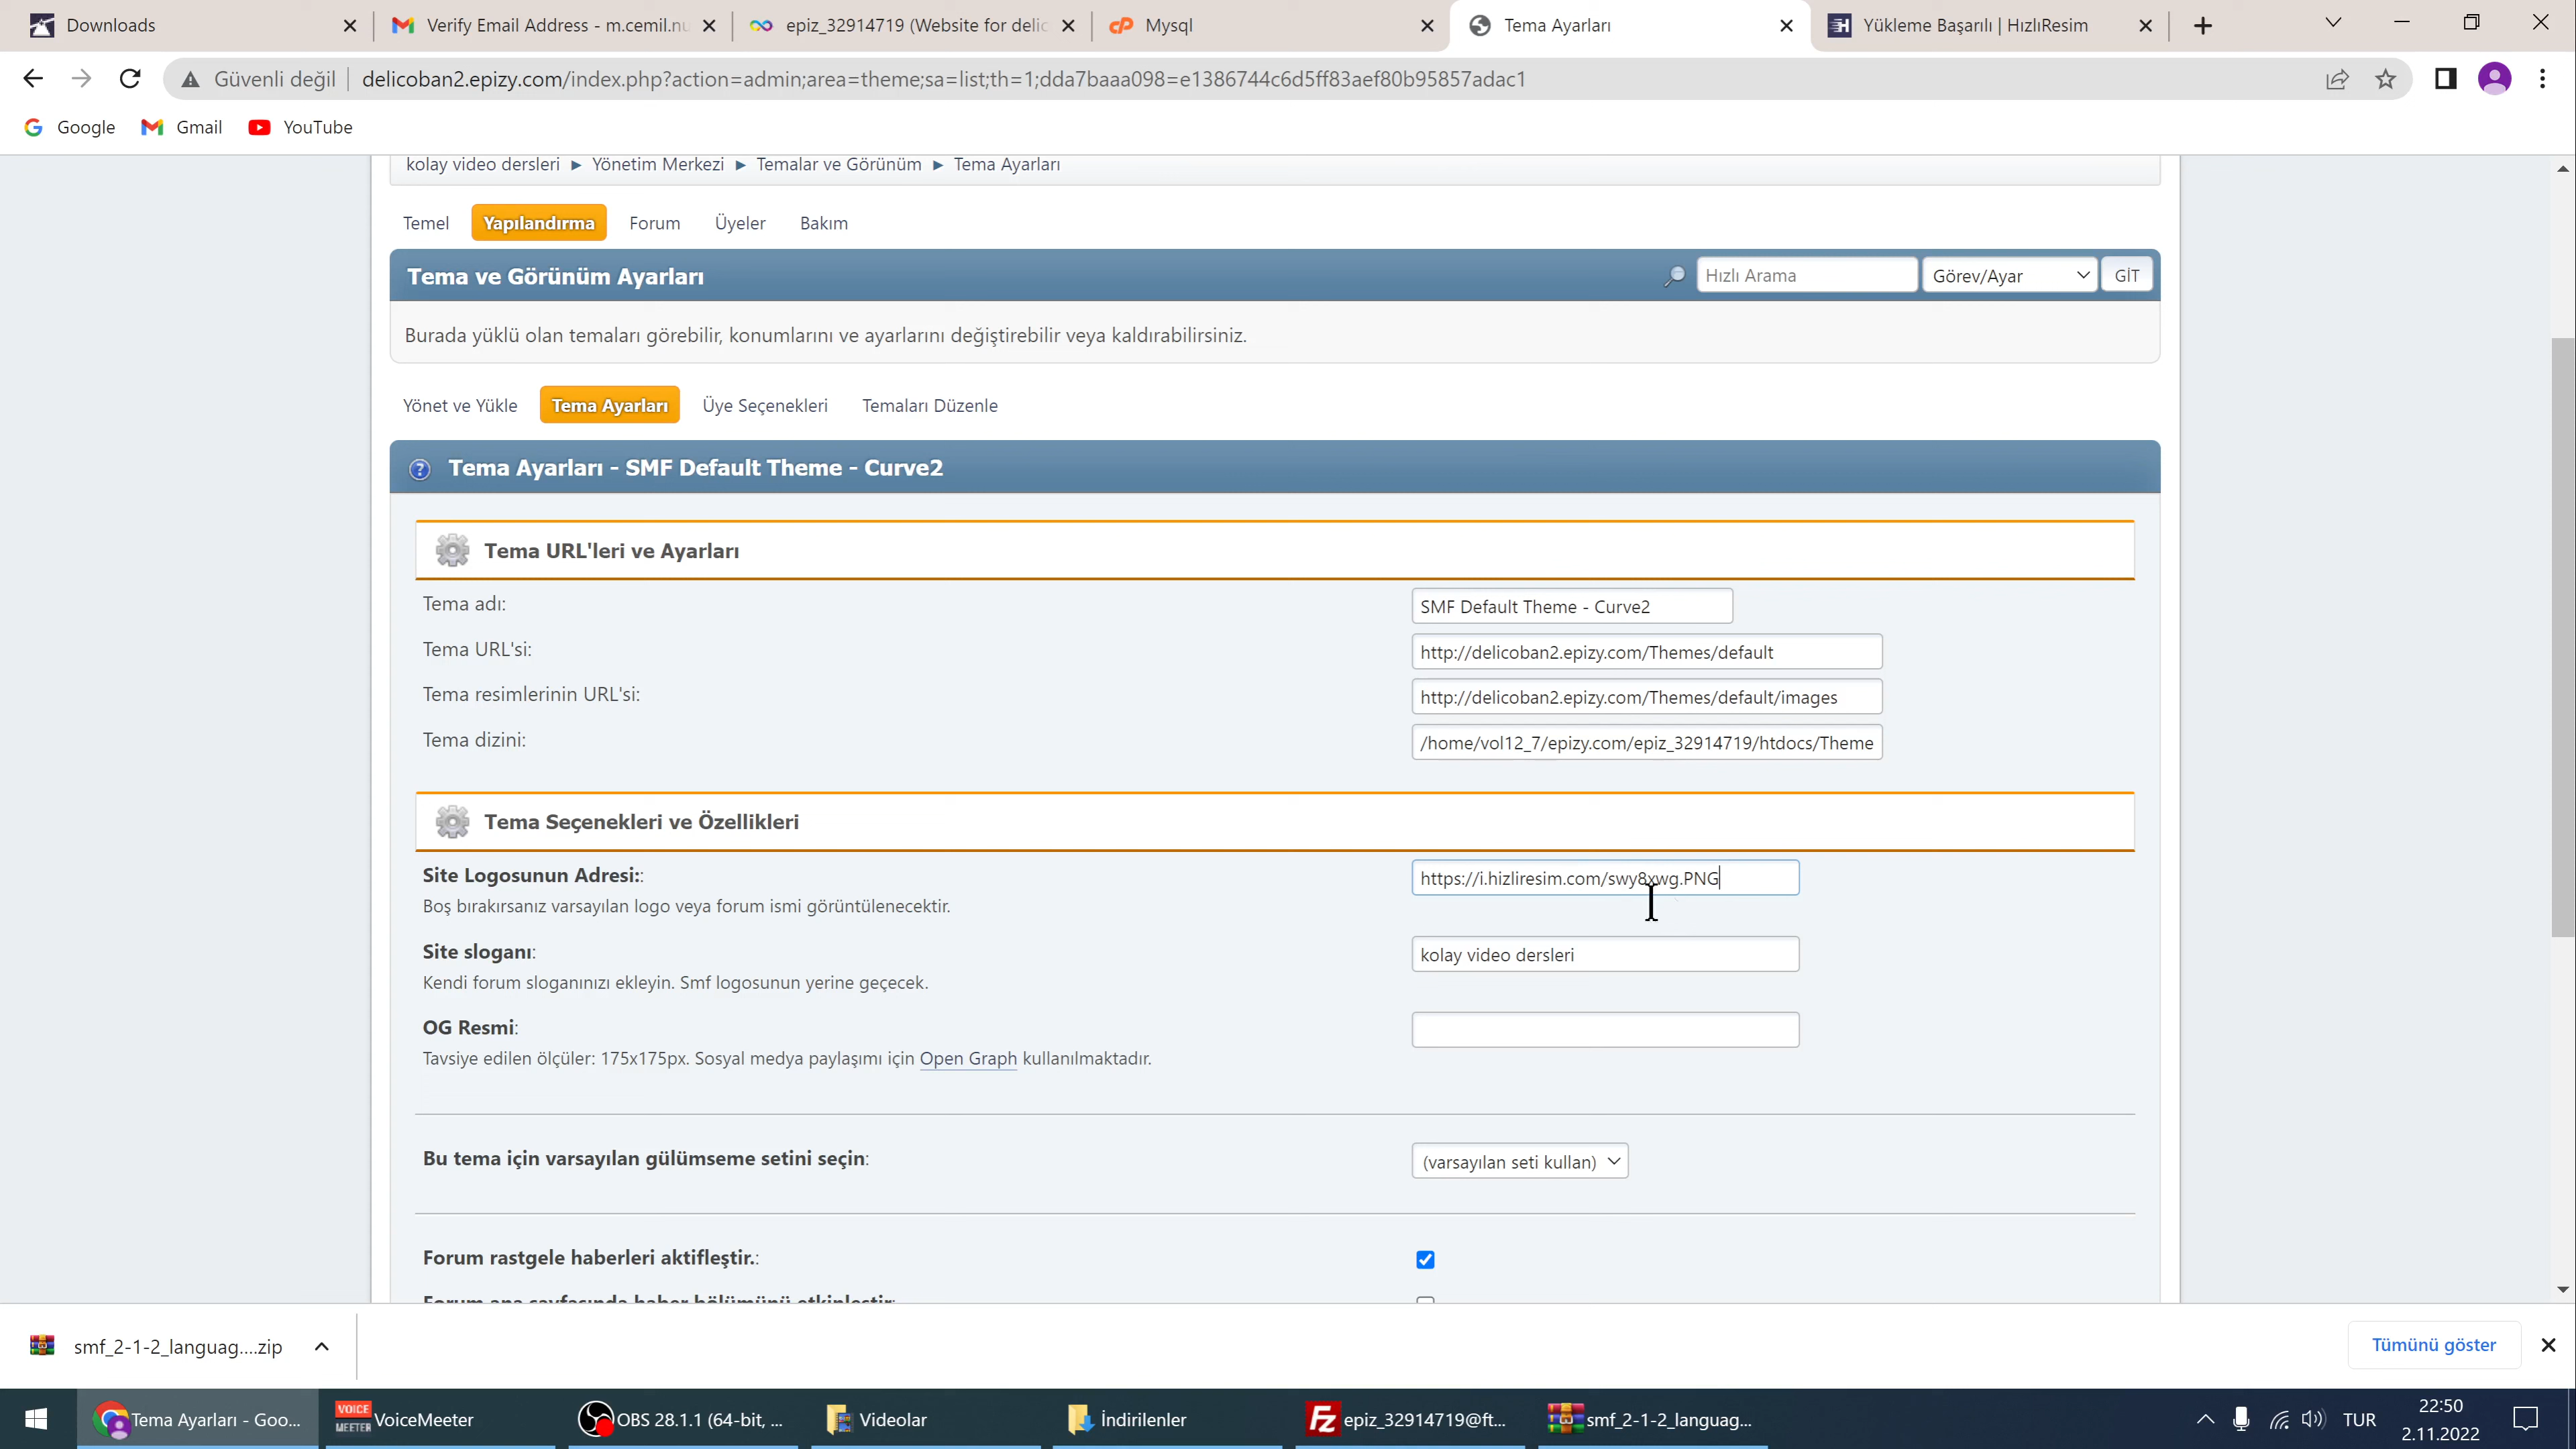 Downloads
Verify Email Address - m.cemil.nu
epiz_32914719 (Website for delic
cP Mysql
Tema Ayarları
Yükleme Başarılı | HızlıResim
Güvenli değil
delicoban2.epizy.com/index.php?action=admin;area=theme;sa=list;th=1;dda7baaa098=e1386744c6d5ff83aef80b95857adac1
Google
Gmail
YouTube
kolay video dersleri ► Yönetim Merkezi ► Temalar ve Görünüm ► Tema Ayarları
Temel
Yapılandırma
Forum
Üyeler
Bakım
Tema ve Görünüm Ayarları
Hızlı Arama
Görev/Ayar
GİT
Burada yüklü olan temaları görebilir, konumlarını ve ayarlarını değiştirebilir veya kaldırabilirsiniz.
Yönet ve Yükle
Tema Ayarları
Üye Seçenekleri
Temaları Düzenle
Tema Ayarları - SMF Default Theme - Curve2
Tema URL'leri ve Ayarları
Tema adı:
SMF Default Theme - Curve2
Tema URL'si:
http://delicoban2.epizy.com/Themes/default
Tema resimlerinin URL'si:
http://delicoban2.epizy.com/Themes/default/images
Tema dizini:
/home/vol12_7/epizy.com/epiz_32914719/htdocs/Theme
Tema Seçenekleri ve Özellikleri
Site Logosunun Adresi::
https://i.hizliresim.com/swy8xwg.PNG
Boş bırakırsanız varsayılan logo veya forum ismi görüntülenecektir.
Site sloganı:
kolay video dersleri
Kendi forum sloganınızı ekleyin. Smf logosunun yerine geçecek.
OG Resmi:
Tavsiye edilen ölçüler: 175x175px. Sosyal medya paylaşımı için Open Graph kullanılmaktadır.
Bu tema için varsayılan gülümseme setini seçin:
(varsayılan seti kullan)
Forum rastgele haberleri aktifleştir.:
Forum ana sayfasında haber bölümünü etkinleştir:
smf_2-1-2_languag....zip
Tümünü göster
Tema Ayarları - Goo...
VOICE MEETER
VoiceMeeter
OBS 28.1.1 (64-bit, ...
Videolar
İndirilenler
epiz_32914719@ft...
smf_2-1-2_languag...
TUR
22:50
2.11.2022